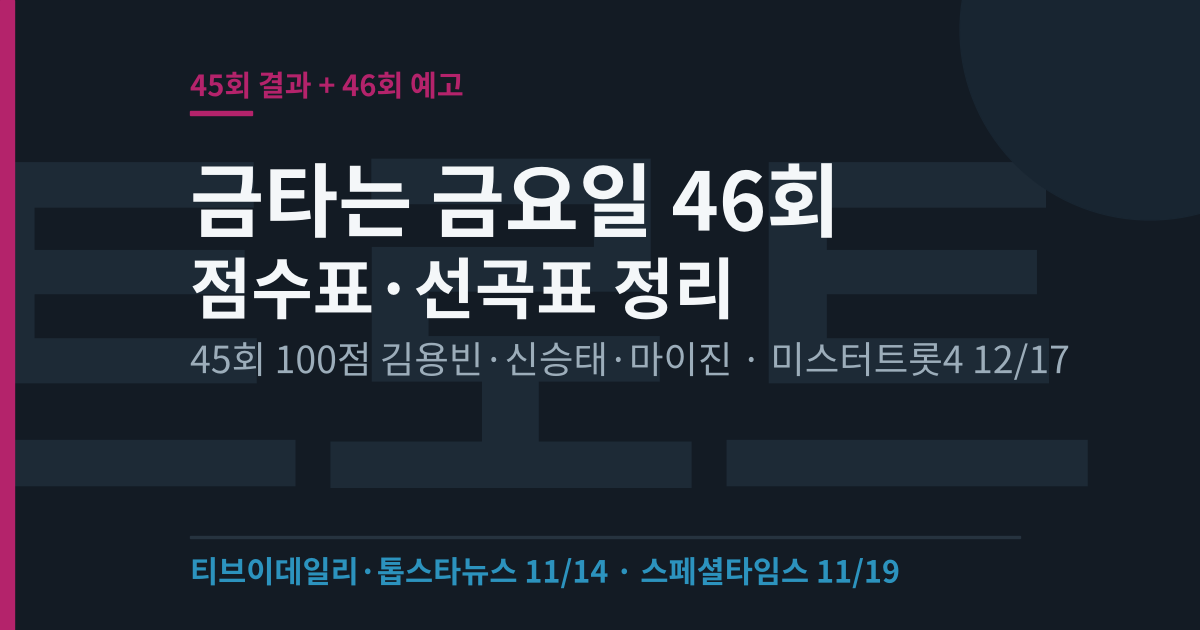 45회 결과 + 46회 예고
금타는 금요일 46회
점수표·선곡표 정리
45회 100점 김용빈·신승태·마이진 · 미스터트롯4 12/17
티브이데일리·톱스타뉴스 11/14 · 스페셜타임스 11/19